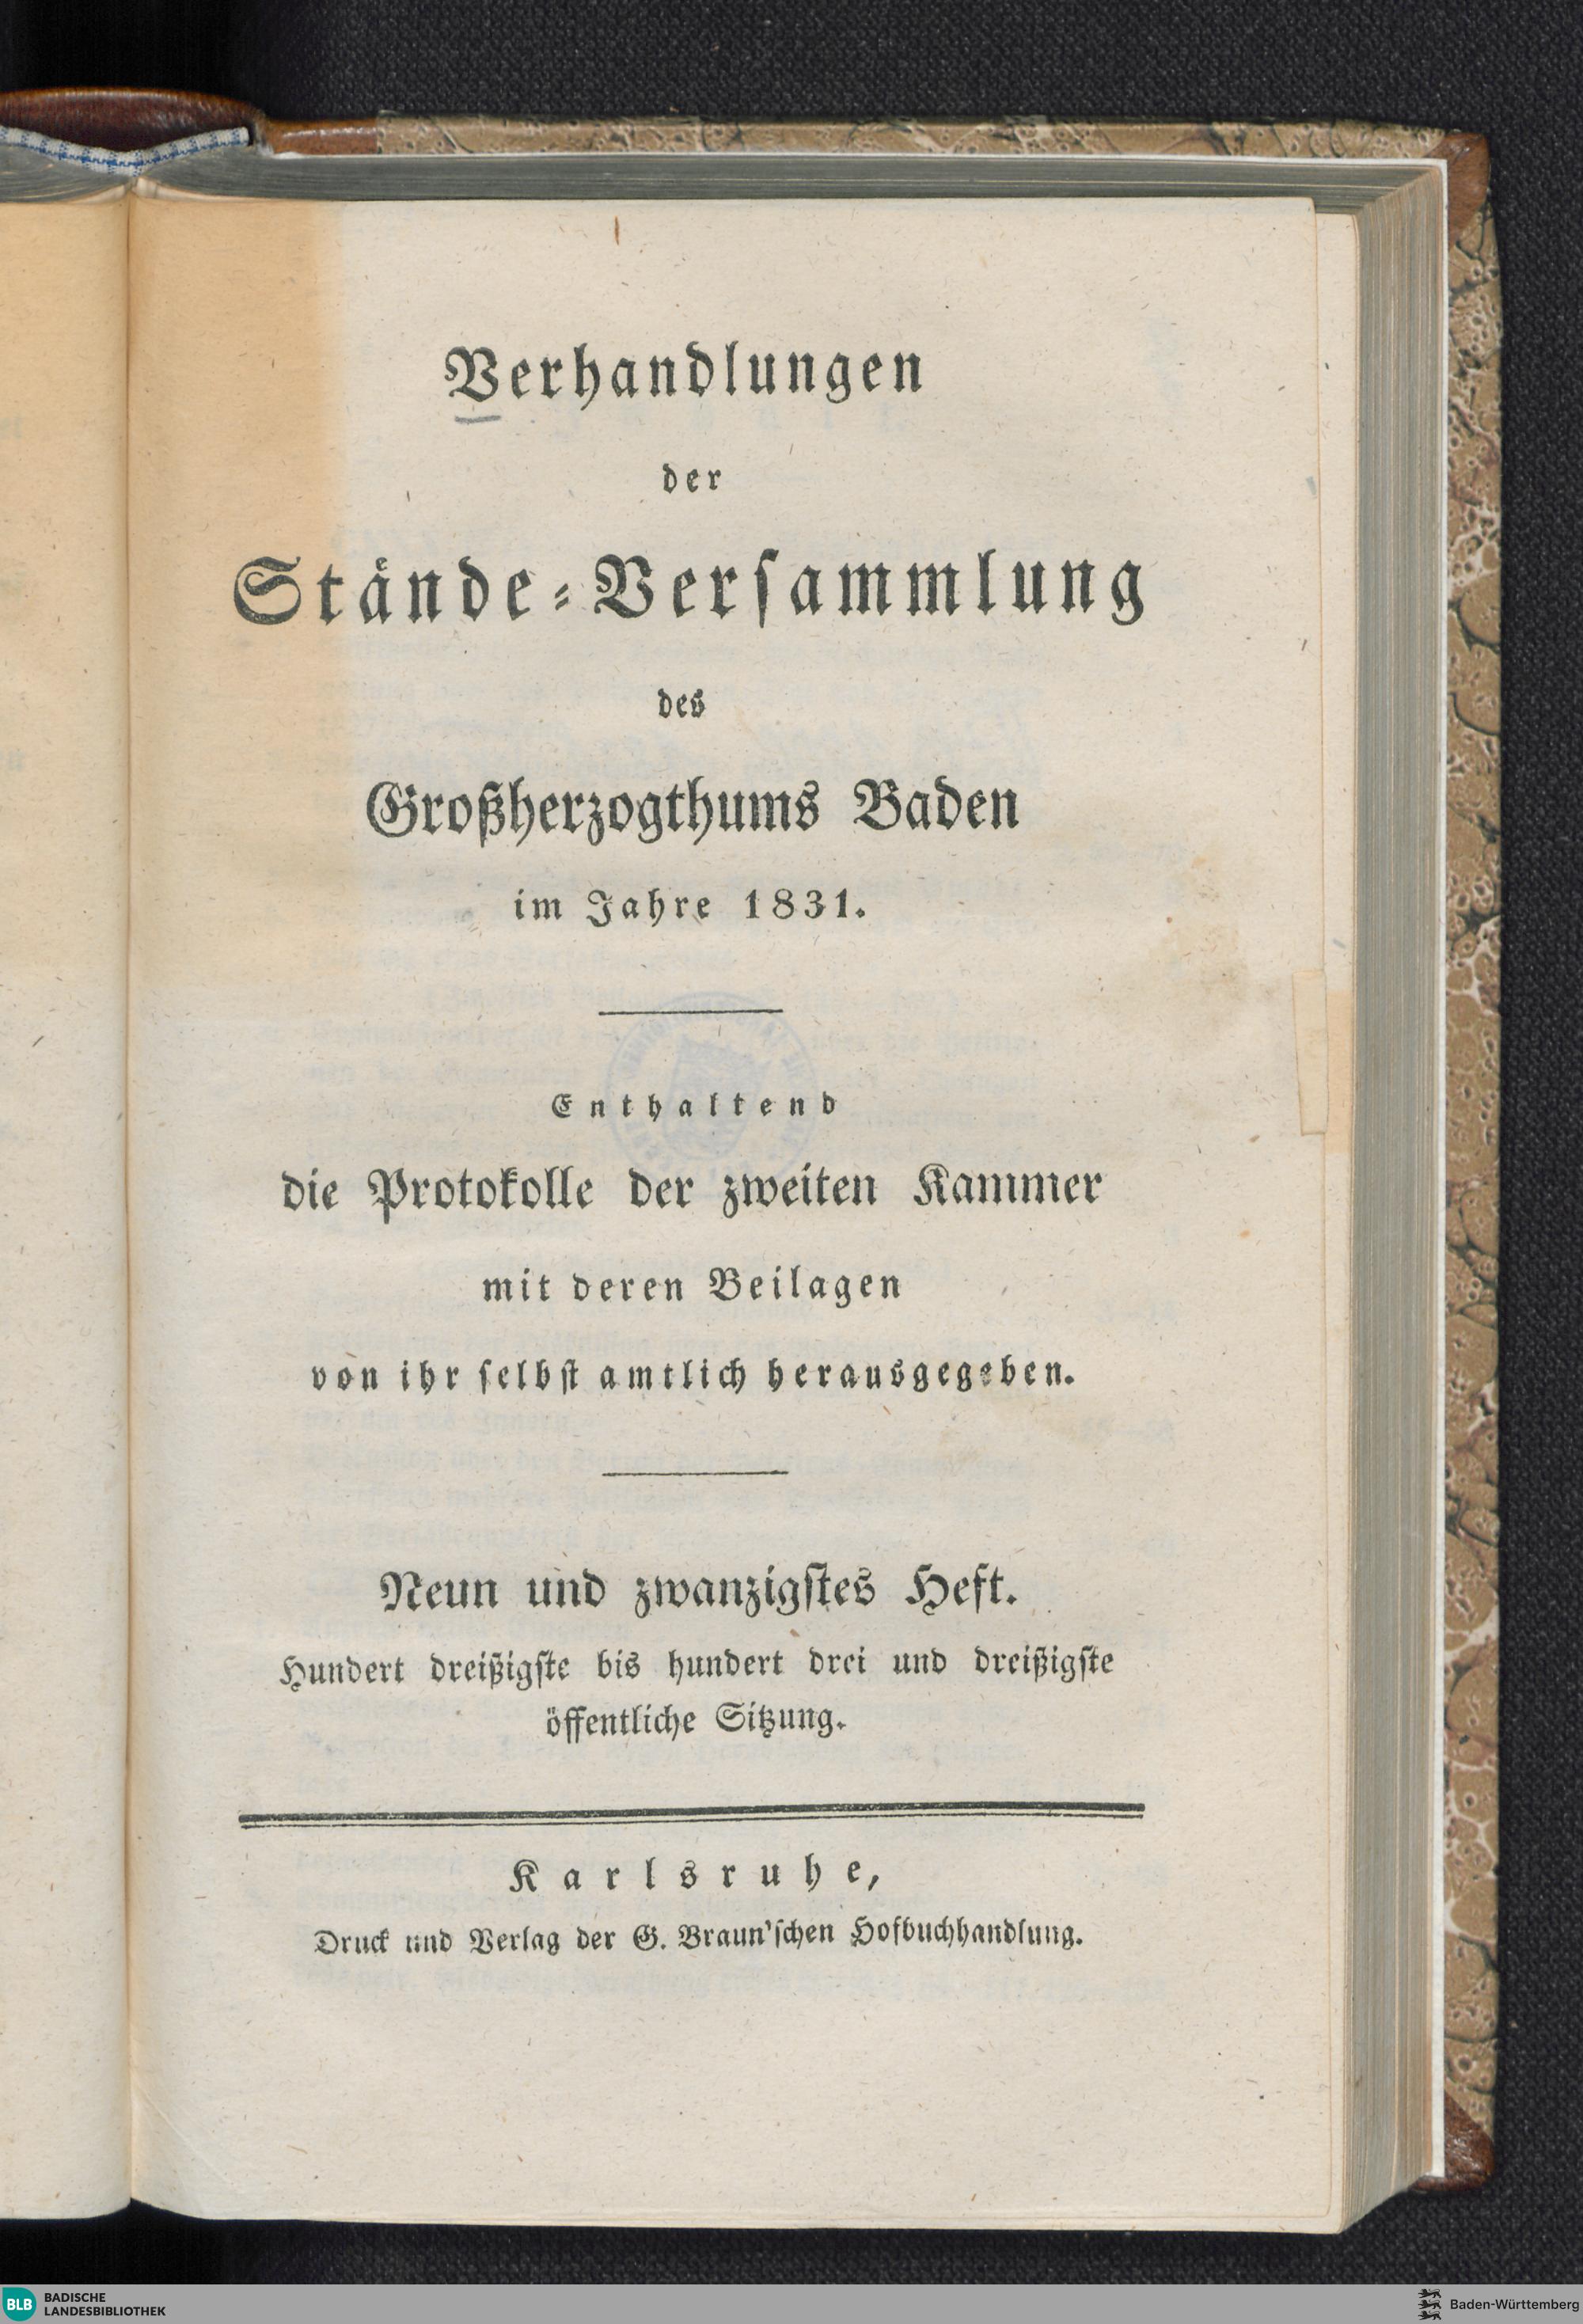 Verhandlungen
der
Stände-Versammlung
des
Großherzogthums Baden
im Jahre 1831.
Enthaltend
die Protokolle der zweiten Kammer
mit deren Beilagen
von ihr selbst amtlich herausgegeben.
Neun und zwanzigstes Heft.
Hundert dreißigste bis hundert drei und dreißigste
öffentliche Sitzung.
Karlsruhe,
Druck und Verlag der G. Braun'schen Hofbuchhandlung.
BLB BADISCHE
LANDESBIBLIOTHEK
Baden-Württemberg